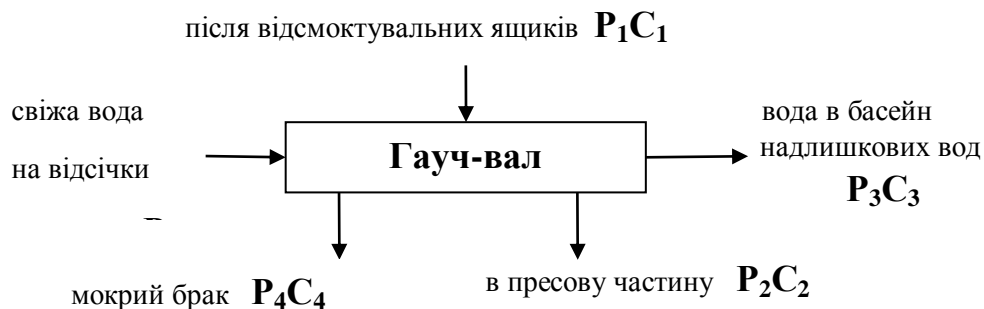 після відсмоктувальних ящиків P₁C₁
свіжа вода
на відсічки
Гауч-вал
вода в басейн
надлишкових вод
P₃C₃
мокрий брак P₄C₄
в пресову частину P₂C₂